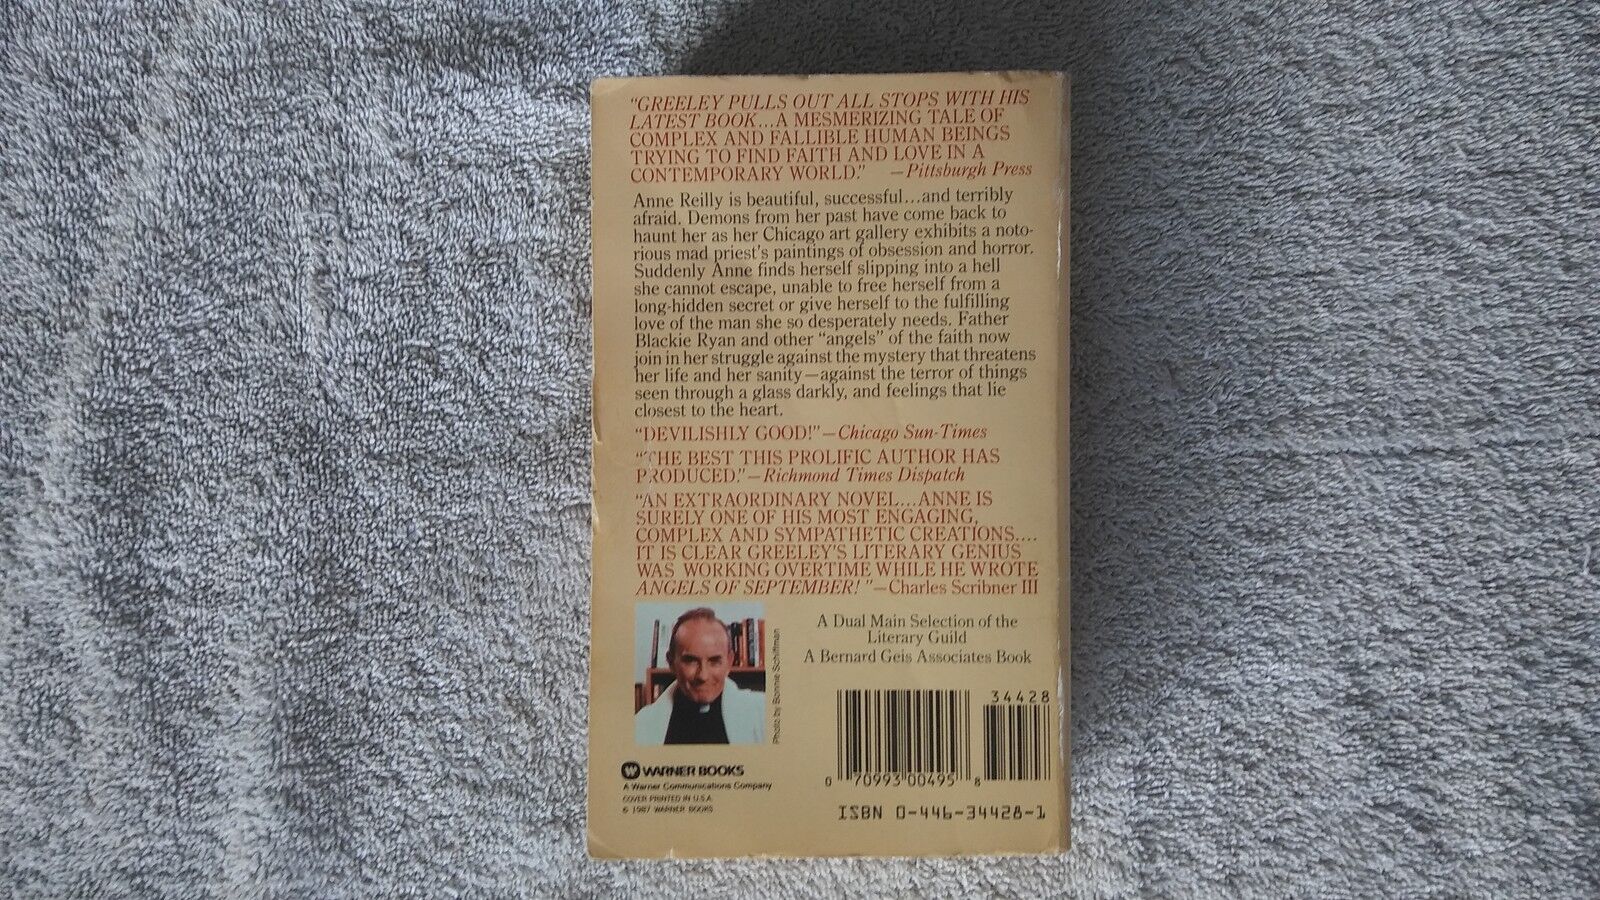 “GREELEY PULLS OUT ALL STOPS WITH HIS
LATEST BOOK...A MESMERIZING TALE OF
COMPLEX AND FALLIBLE HUMAN BEINGS
TRYING TO FIND FAITH AND LOVE IN A
CONTEMPORARY WORLD.” —Pittsburgh Press
Anne Reilly is beautiful, successful...and terribly
afraid. Demons from her past have come back to
haunt her as her Chicago art gallery exhibits a noto-
rious mad priest's paintings of obsession and horror.
Suddenly Anne finds herself slipping into a hell
she cannot escape, unable to free herself from a
long-hidden secret or give herself to the fulfilling
love of the man she so desperately needs. Father
Blackie Ryan and other “angels” of the faith now
join in her struggle against the mystery that threatens
her life and her sanity—against the terror of things
seen through a glass darkly, and feelings that lie
closest to the heart.
“DEVILISHLY GOOD!”—Chicago Sun-Times
“THE BEST THIS PROLIFIC AUTHOR HAS
PRODUCED.”—Richmond Times Dispatch
“AN EXTRAORDINARY NOVEL...ANNE IS
SURELY ONE OF HIS MOST ENGAGING,
COMPLEX AND SYMPATHETIC CREATIONS....
IT IS CLEAR GREELEY'S LITERARY GENIUS
WAS WORKING OVERTIME WHILE HE WROTE
ANGELS OF SEPTEMBER!”—Charles Scribner III
Photo by Bonnie Schiffman
A Dual Main Selection of the
Literary Guild
A Bernard Geis Associates Book
34428
0 70993 00495 8
ISBN 0-446-34428-1
W WARNER BOOKS
A Warner Communications Company
COVER PRINTED IN U.S.A.
© 1987 WARNER BOOKS